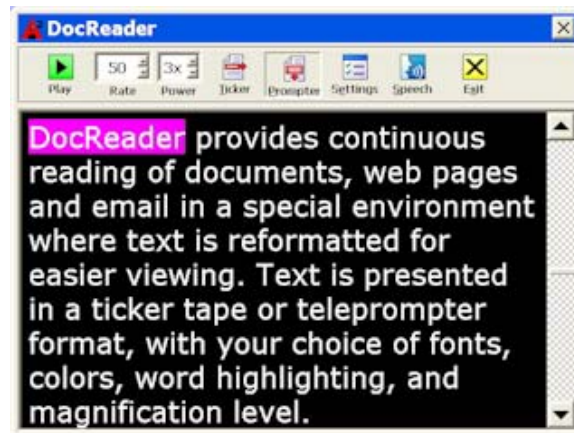 DocReader
50 3x
Play Rate Power Ticker Prompter Settings Speech Exit
DocReader provides continuous
reading of documents, web pages
and email in a special environment
where text is reformatted for
easier viewing. Text is presented
in a ticker tape or teleprompter
format, with your choice of fonts,
colors, word highlighting, and
magnification level.